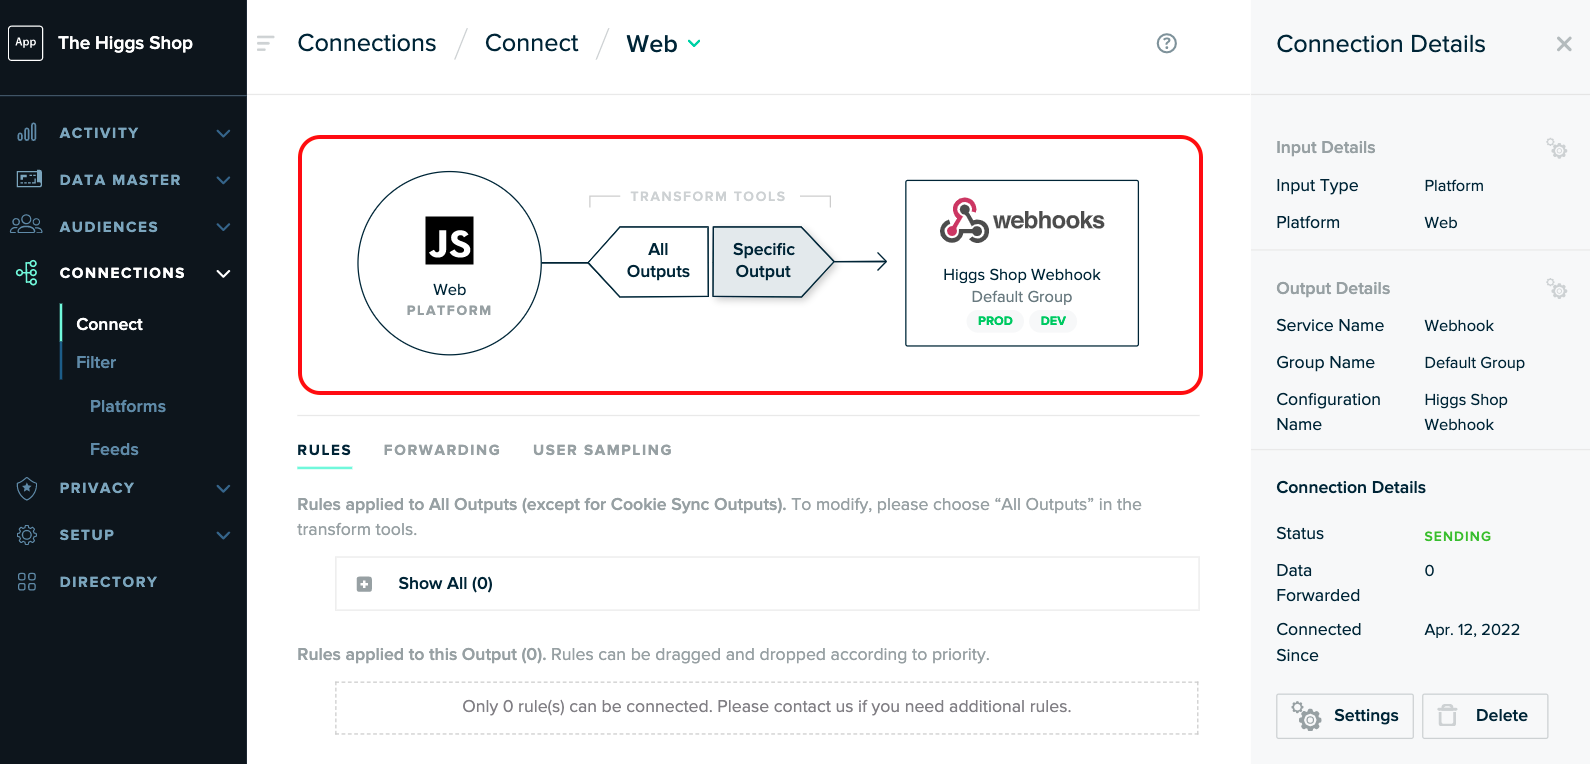 App
The Higgs Shop
ACTIVITY
DATA MASTER
AUDIENCES
CONNECTIONS
Connect
Filter
Platforms
Feeds
PRIVACY
SETUP
DIRECTORY
Connections / Connect / Web
?
TRANSFORM TOOLS
JS
Web
PLATFORM
All
Outputs
Specific
Output
webhooks
Higgs Shop Webhook
Default Group
PROD DEV
RULES FORWARDING USER SAMPLING
Rules applied to All Outputs (except for Cookie Sync Outputs). To modify, please choose “All Outputs” in the
transform tools.
Show All (0)
Rules applied to this Output (0). Rules can be dragged and dropped according to priority.
Only 0 rule(s) can be connected. Please contact us if you need additional rules.
Connection Details
Input Details
Input Type Platform
Platform Web
Output Details
Service Name Webhook
Group Name Default Group
Configuration Higgs Shop
Name Webhook
Connection Details
Status SENDING
Data 0
Forwarded
Connected Apr. 12, 2022
Since
Settings Delete